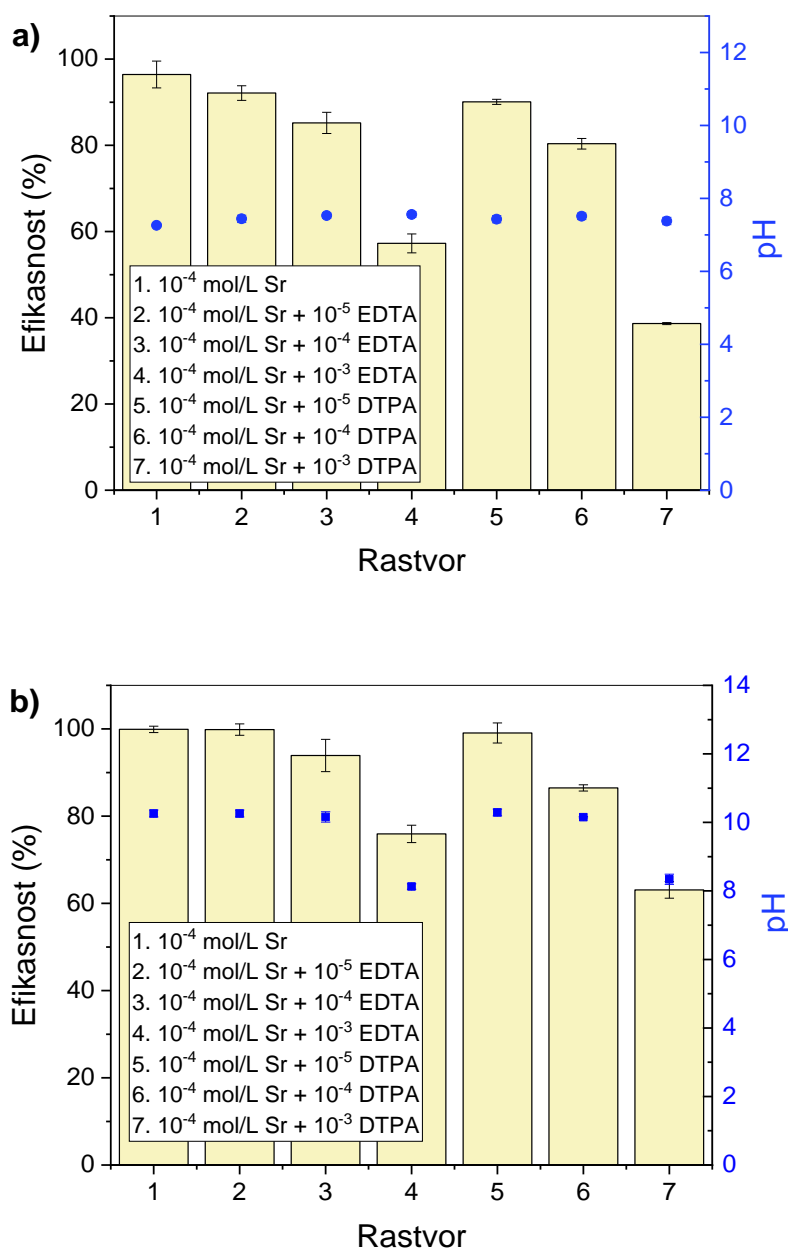 a)
100
80
60
40
20
0
Efikasnost (%)
12
10
8
6
4
2
0
pH
1. 10⁻⁴ mol/L Sr
2. 10⁻⁴ mol/L Sr + 10⁻⁵ EDTA
3. 10⁻⁴ mol/L Sr + 10⁻⁴ EDTA
4. 10⁻⁴ mol/L Sr + 10⁻³ EDTA
5. 10⁻⁴ mol/L Sr + 10⁻⁵ DTPA
6. 10⁻⁴ mol/L Sr + 10⁻⁴ DTPA
7. 10⁻⁴ mol/L Sr + 10⁻³ DTPA
1 2 3 4 5 6 7
Rastvor
b)
100
80
60
40
20
0
Efikasnost (%)
14
12
10
8
6
4
2
0
pH
1. 10⁻⁴ mol/L Sr
2. 10⁻⁴ mol/L Sr + 10⁻⁵ EDTA
3. 10⁻⁴ mol/L Sr + 10⁻⁴ EDTA
4. 10⁻⁴ mol/L Sr + 10⁻³ EDTA
5. 10⁻⁴ mol/L Sr + 10⁻⁵ DTPA
6. 10⁻⁴ mol/L Sr + 10⁻⁴ DTPA
7. 10⁻⁴ mol/L Sr + 10⁻³ DTPA
1 2 3 4 5 6 7
Rastvor